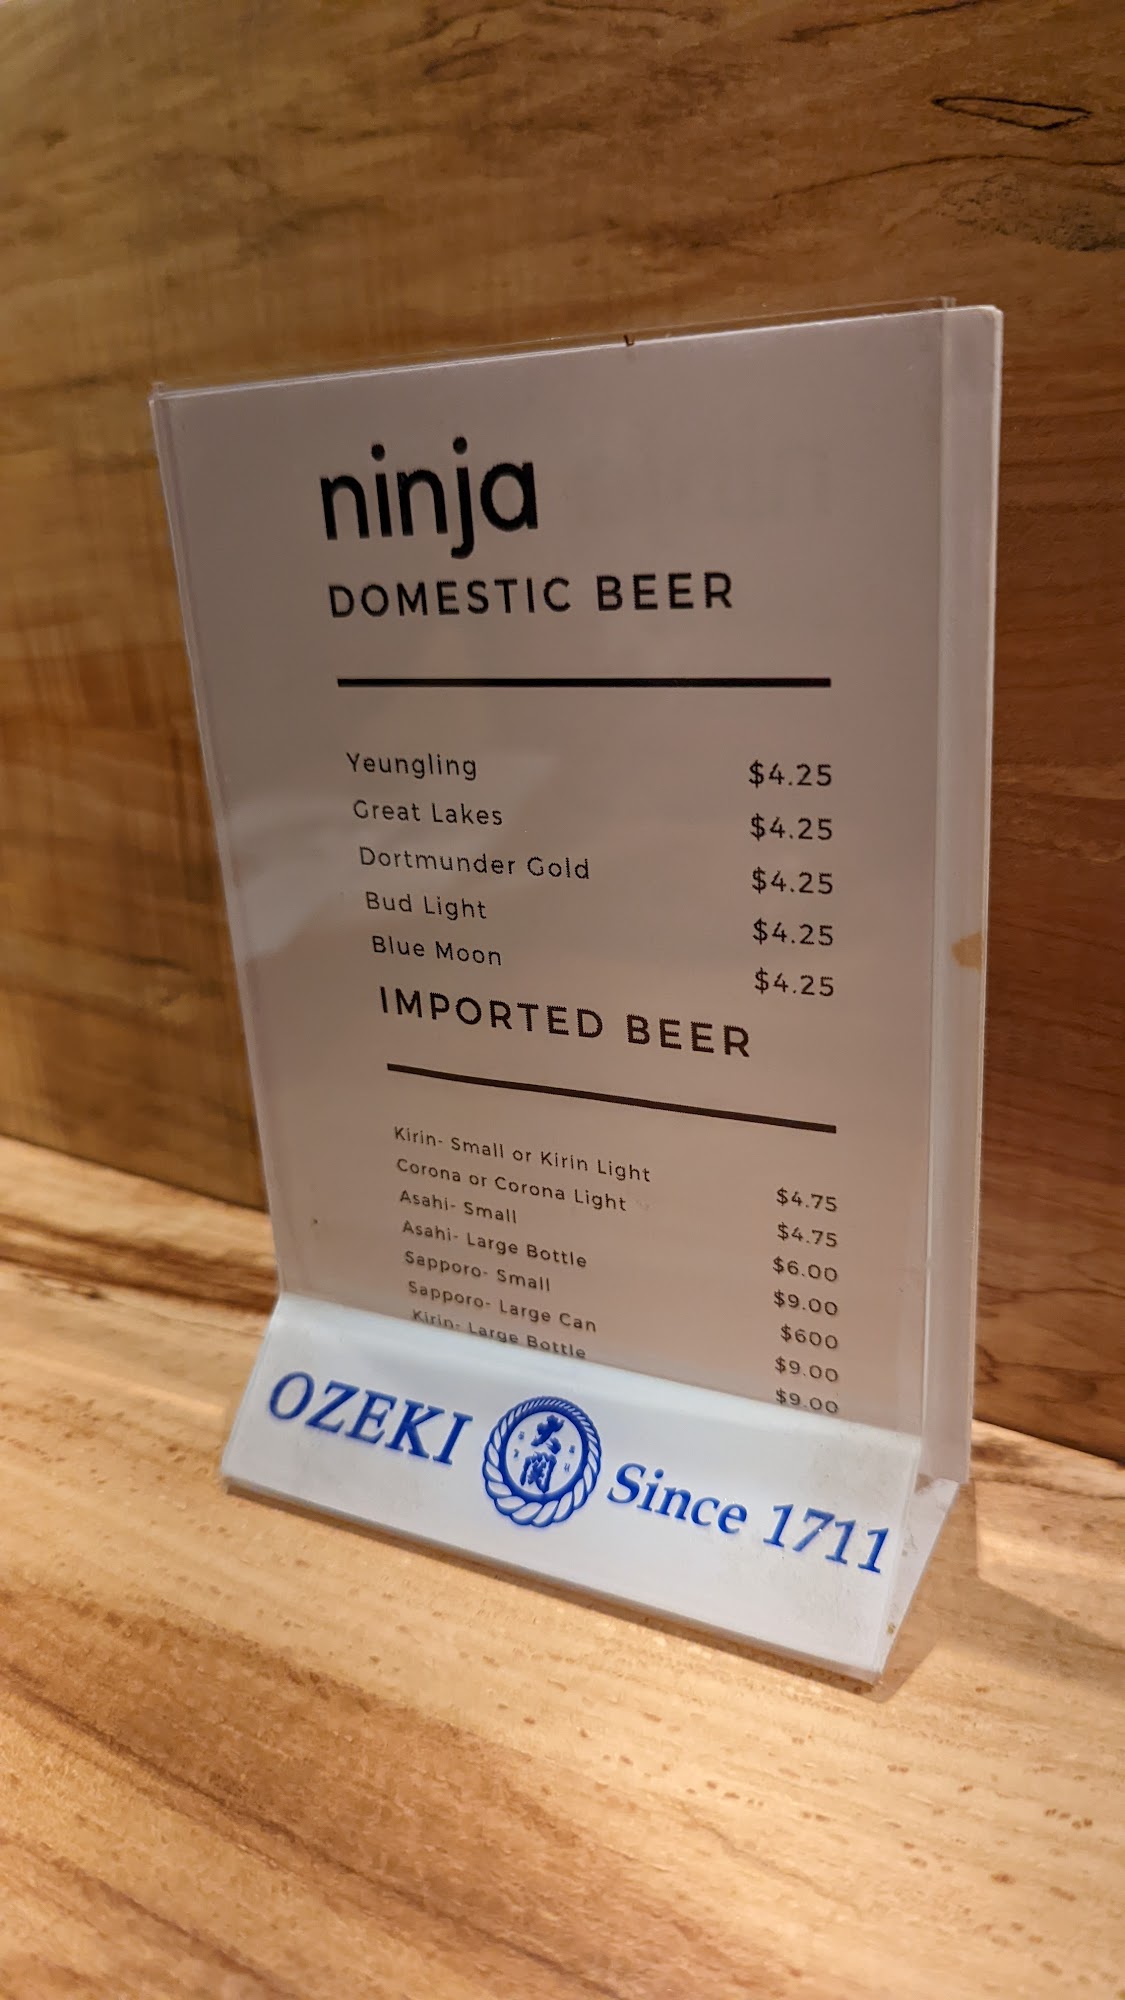 ninja
DOMESTIC BEER
Yeungling $4.25
Great Lakes $4.25
Dortmunder Gold $4.25
Bud Light $4.25
Blue Moon $4.25
IMPORTED BEER
Kirin- Small or Kirin Light $4.75
Corona or Corona Light $4.75
Asahi- Small $6.00
Asahi- Large Bottle $9.00
Sapporo- Small $600
Sapporo- Large Can $9.00
Kirin- Large Bottle $9.00
OZEKI 大関 Since 1711